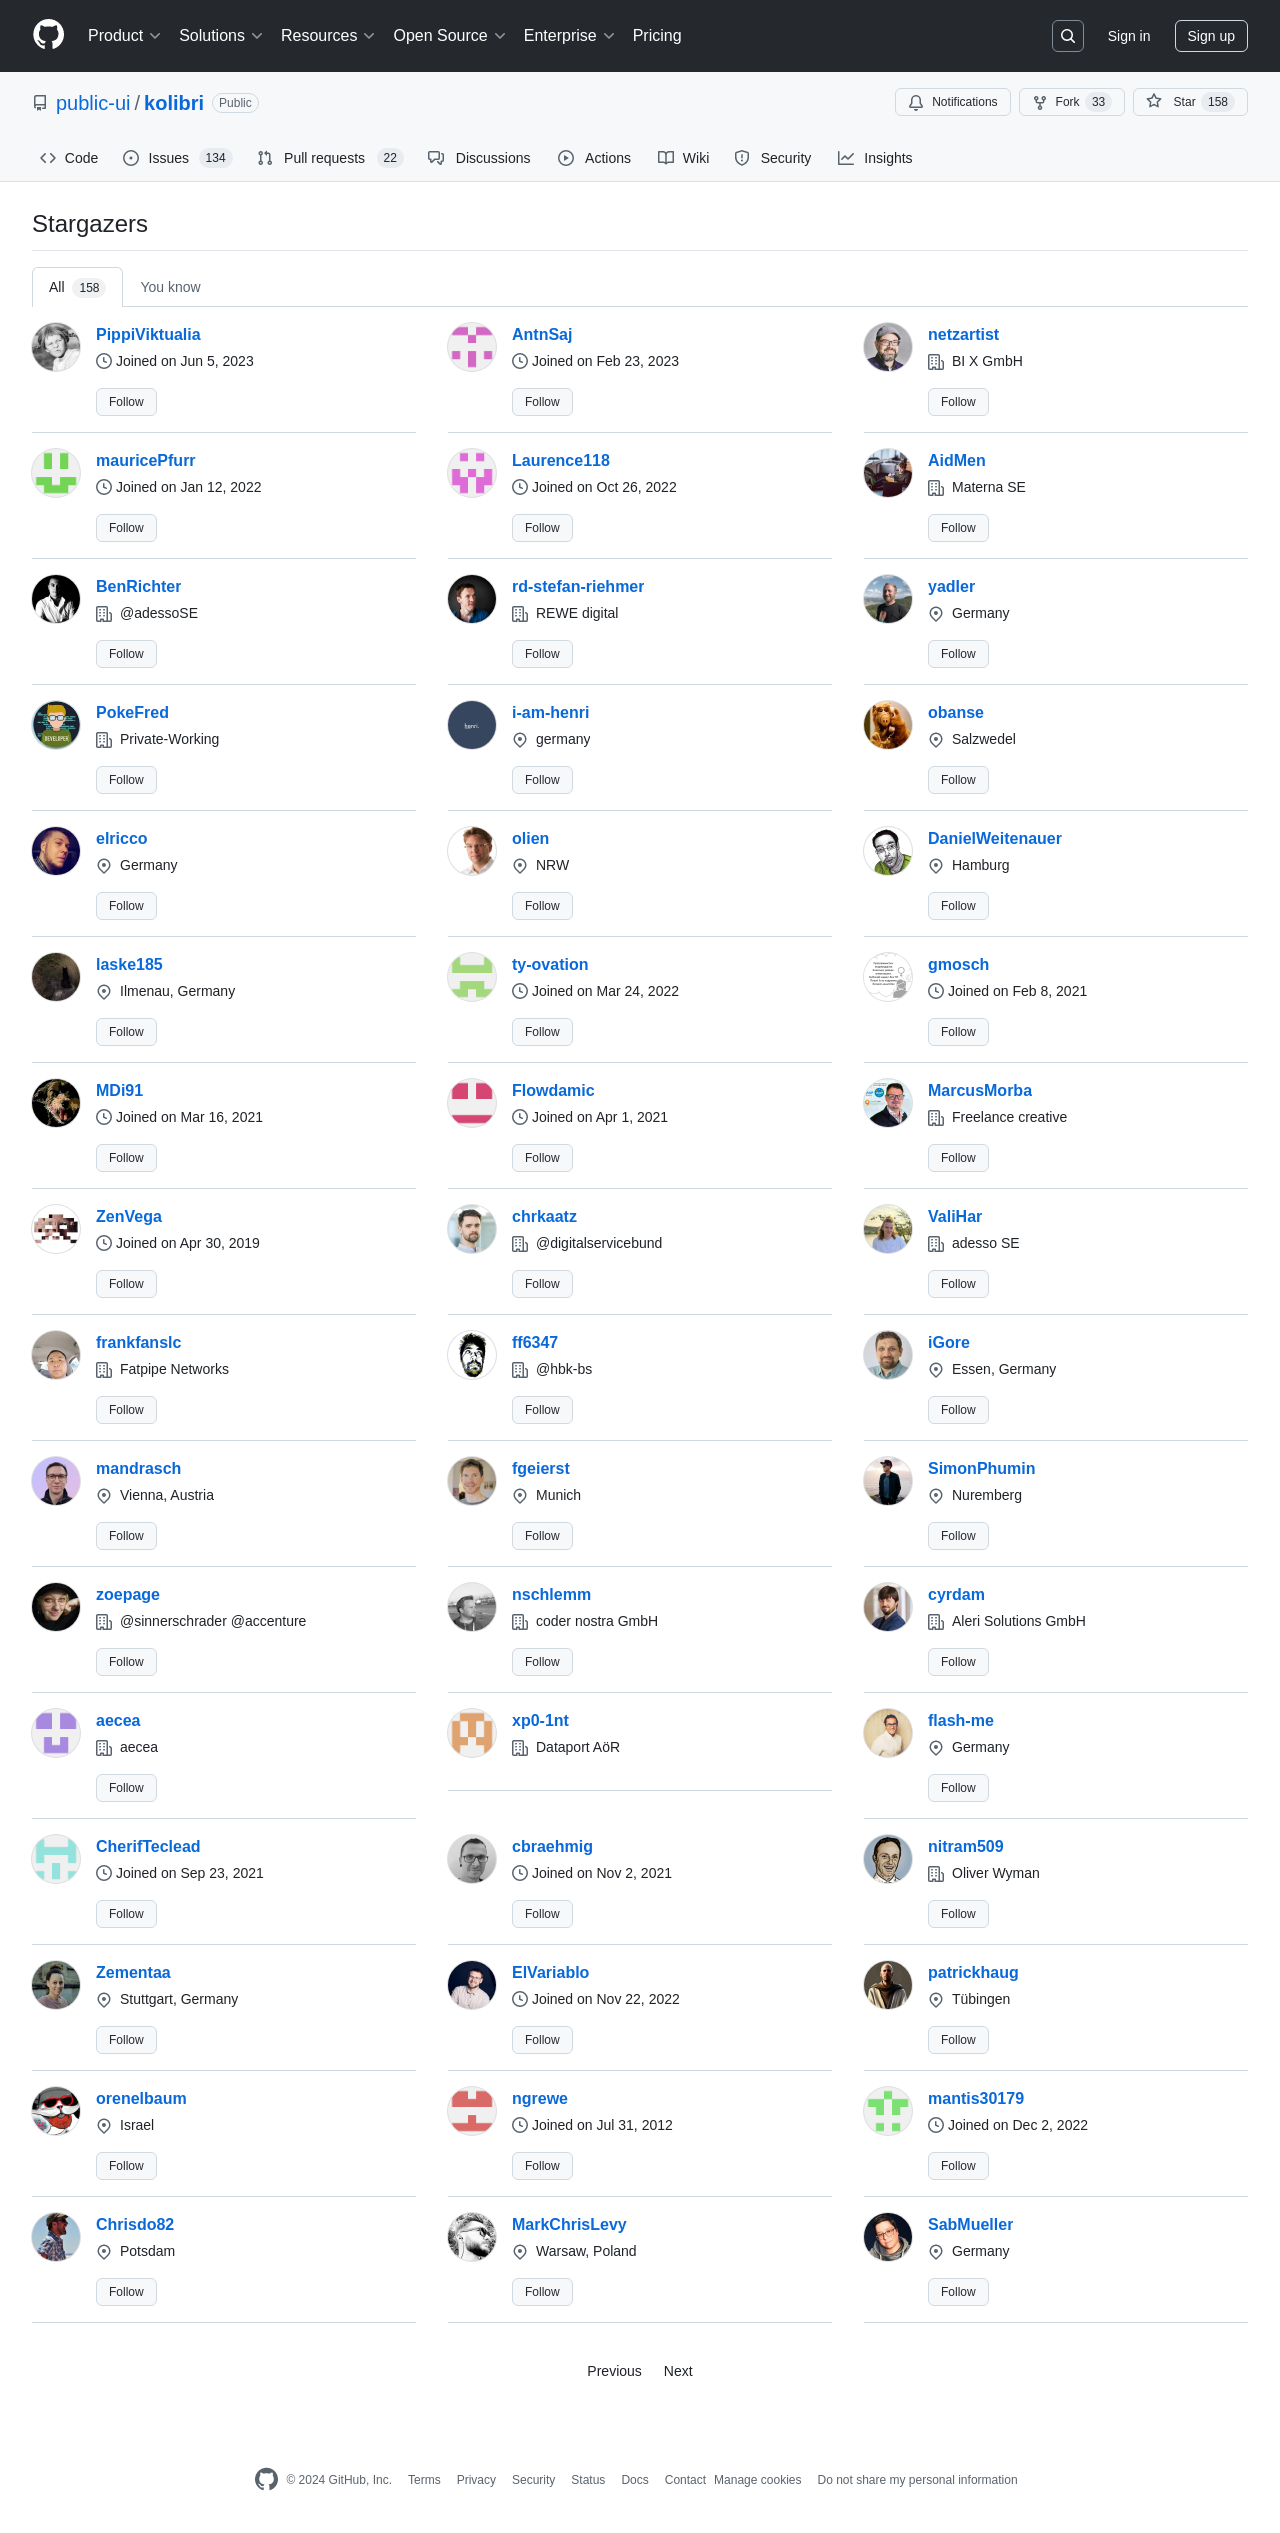 Product Solutions Resources Open Source Enterprise Pricing Sign in Sign up
public-ui / kolibri Public Notifications Fork 33 Star 158
Code Issues 134 Pull requests 22 Discussions Actions Wiki Security Insights
Stargazers
All 158 You know
PippiViktualia AntnSaj netzartist
Joined on Jun 5, 2023 Joined on Feb 23, 2023 BI X GmbH
Follow Follow Follow
mauricePfurr Laurence118 AidMen
Joined on Jan 12, 2022 Joined on Oct 26, 2022 Materna SE
Follow Follow Follow
BenRichter rd-stefan-riehmer yadler
@adessoSE REWE digital Germany
Follow Follow Follow
PokeFred i-am-henri obanse
Private-Working germany Salzwedel
Follow Follow Follow
elricco olien DanielWeitenauer
Germany NRW Hamburg
Follow Follow Follow
laske185 ty-ovation gmosch
Ilmenau, Germany Joined on Mar 24, 2022 Joined on Feb 8, 2021
Follow Follow Follow
MDi91 Flowdamic MarcusMorba
Joined on Mar 16, 2021 Joined on Apr 1, 2021 Freelance creative
Follow Follow Follow
ZenVega chrkaatz ValiHar
Joined on Apr 30, 2019 @digitalservicebund adesso SE
Follow Follow Follow
frankfanslc ff6347 iGore
Fatpipe Networks @hbk-bs Essen, Germany
Follow Follow Follow
mandrasch fgeierst SimonPhumin
Vienna, Austria Munich Nuremberg
Follow Follow Follow
zoepage nschlemm cyrdam
@sinnerschrader @accenture coder nostra GmbH Aleri Solutions GmbH
Follow Follow Follow
aecea xp0-1nt flash-me
aecea Dataport AöR Germany
Follow Follow
CherifTeclead cbraehmig nitram509
Joined on Sep 23, 2021 Joined on Nov 2, 2021 Oliver Wyman
Follow Follow Follow
Zementaa ElVariablo patrickhaug
Stuttgart, Germany Joined on Nov 22, 2022 Tübingen
Follow Follow Follow
orenelbaum ngrewe mantis30179
Israel Joined on Jul 31, 2012 Joined on Dec 2, 2022
Follow Follow Follow
Chrisdo82 MarkChrisLevy SabMueller
Potsdam Warsaw, Poland Germany
Follow Follow Follow
Previous Next
© 2024 GitHub, Inc. Terms Privacy Security Status Docs Contact Manage cookies Do not share my personal information